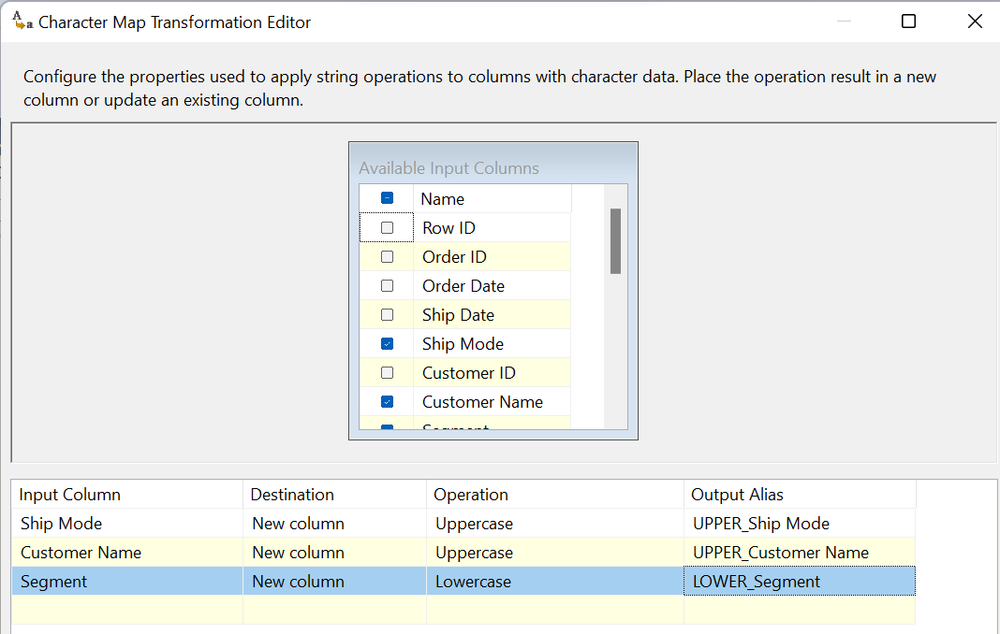 Character Map Transformation Editor
Configure the properties used to apply string operations to columns with character data. Place the operation result in a new
column or update an existing column.
Available Input Columns
Name
Row ID
Order ID
Order Date
Ship Date
Ship Mode
Customer ID
Customer Name
Segment
Input Column Destination Operation Output Alias
Ship Mode New column Uppercase UPPER_Ship Mode
Customer Name New column Uppercase UPPER_Customer Name
Segment New column Lowercase LOWER_Segment